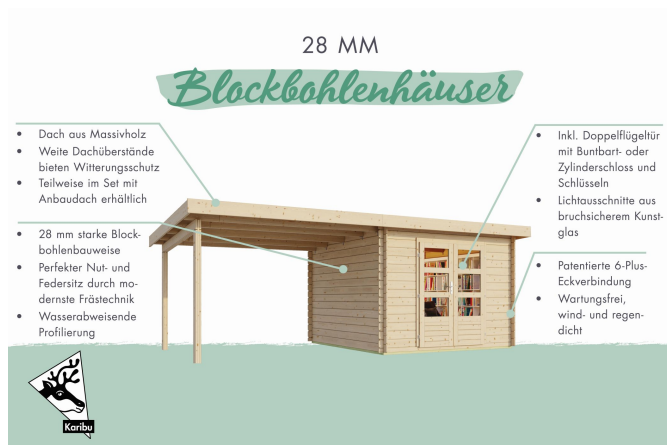 28 MM
Blockbohlenhäuser
• Dach aus Massivholz
• Weite Dachüberstände
bieten Witterungsschutz
• Teilweise im Set mit
Anbaudach erhältlich
• 28 mm starke Block-
bohlenbauweise
• Perfekter Nut- und
Federsitz durch mo-
dernste Frästechnik
• Wasserabweisende
Profilierung
• Inkl. Doppelflügeltür
mit Buntbart- oder
Zylinderschloss und
Schlüsseln
• Lichtausschnitte aus
bruchsicherem Kunst-
glas
• Patentierte 6-Plus-
Eckverbindung
• Wartungsfrei,
wind- und regen-
dicht
Karibu